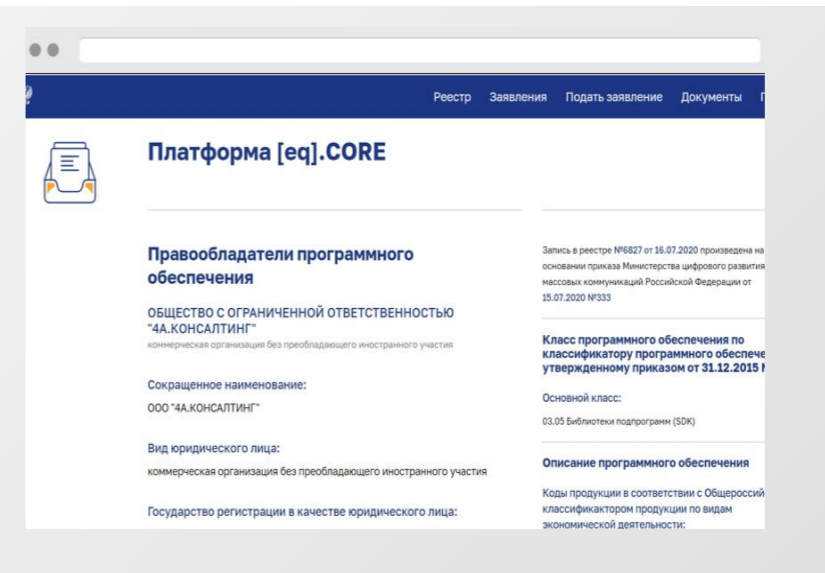 Реестр Заявления Подать заявление Документы
Платформа [eq].CORE
Правообладатели программного
обеспечения
ОБЩЕСТВО С ОГРАНИЧЕННОЙ ОТВЕТСТВЕННОСТЬЮ
"4А.КОНСАЛТИНГ"
коммерческая организация без преобладающего иностранного участия
Сокращенное наименование:
ООО "4А.КОНСАЛТИНГ"
Вид юридического лица:
коммерческая организация без преобладающего иностранного участия
Государство регистрации в качестве юридического лица:
Запись в реестре №6827 от 16.07.2020 произведена на
основании приказа Министерства цифрового развития
массовых коммуникаций Российской Федерации от
15.07.2020 №333
Класс программного обеспечения по
классификатору программного обеспече
утвержденному приказом от 31.12.2015
Основной класс:
03.05 Библиотеки подпрограмм (SDK)
Описание программного обеспечения
Коды продукции в соответствии с Общероссий
классификактором продукции по видам
экономической деятельности: